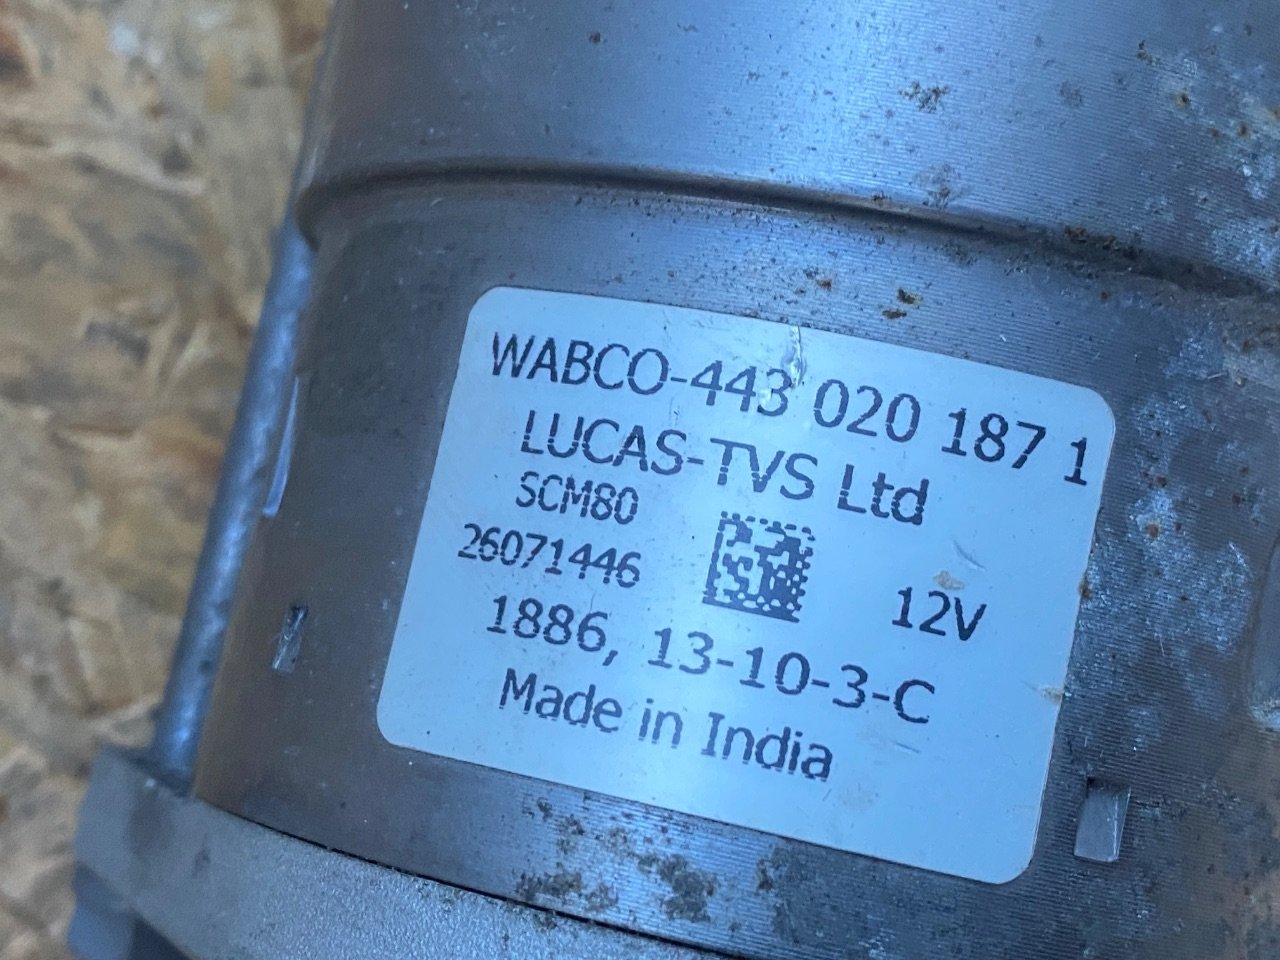 WABCO-443 020 187 1
LUCAS-TVS Ltd
SCM80
26071446
12V
1886, 13-10-3-C
Made in India